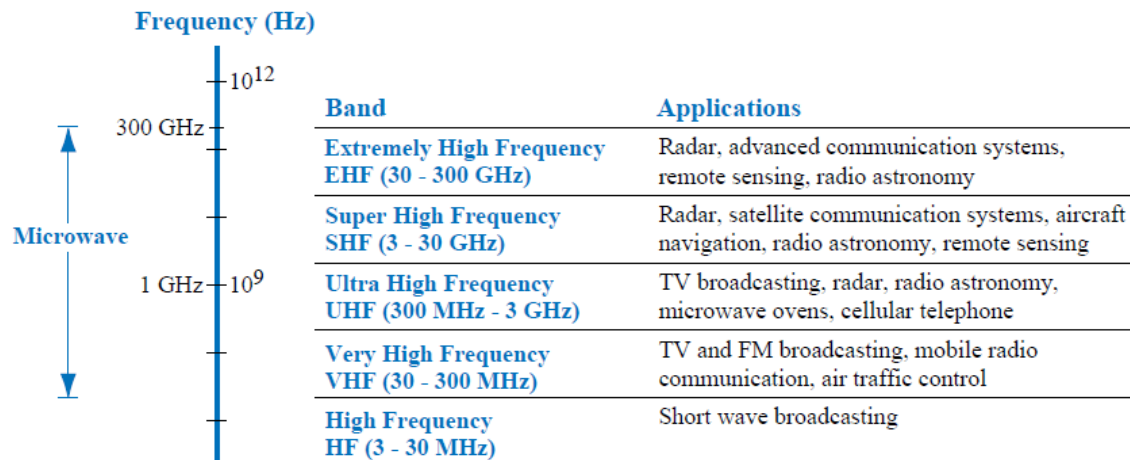 Frequency (Hz)
10¹²
300 GHz
Microwave
1 GHz
10⁹
Band
Applications
Extremely High Frequency
EHF (30 - 300 GHz)
Radar, advanced communication systems,
remote sensing, radio astronomy
Super High Frequency
SHF (3 - 30 GHz)
Radar, satellite communication systems, aircraft
navigation, radio astronomy, remote sensing
Ultra High Frequency
UHF (300 MHz - 3 GHz)
TV broadcasting, radar, radio astronomy,
microwave ovens, cellular telephone
Very High Frequency
VHF (30 - 300 MHz)
TV and FM broadcasting, mobile radio
communication, air traffic control
High Frequency
HF (3 - 30 MHz)
Short wave broadcasting